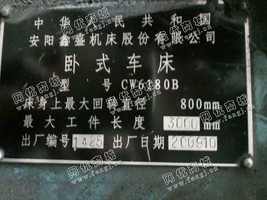 中华人民共和国
安阳鑫盛机床股份有限公司
卧式车床
型号 CW6180B
床身上最大回转直径 800mm
最大工件长度 3000mm
出厂编号 1425 出厂日期 200910